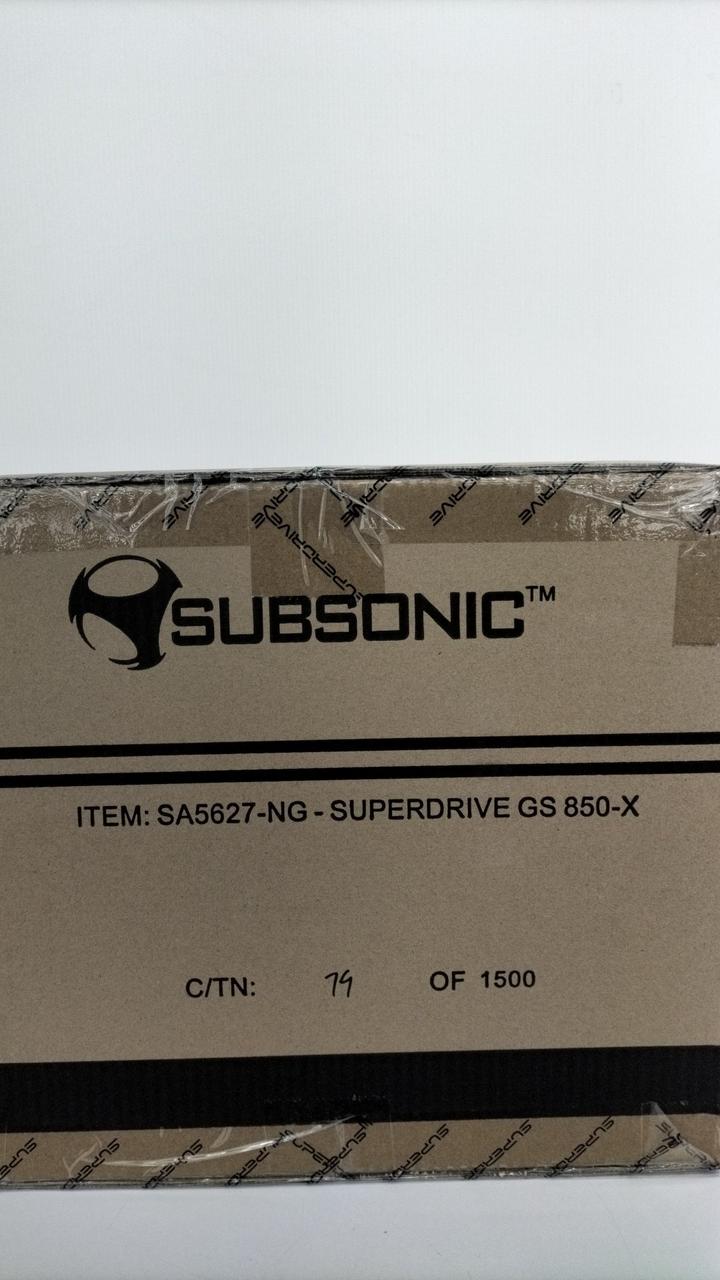 SUBSONIC™
ITEM: SA5627-NG - SUPERDRIVE GS 850-X
C/TN: 79 OF 1500